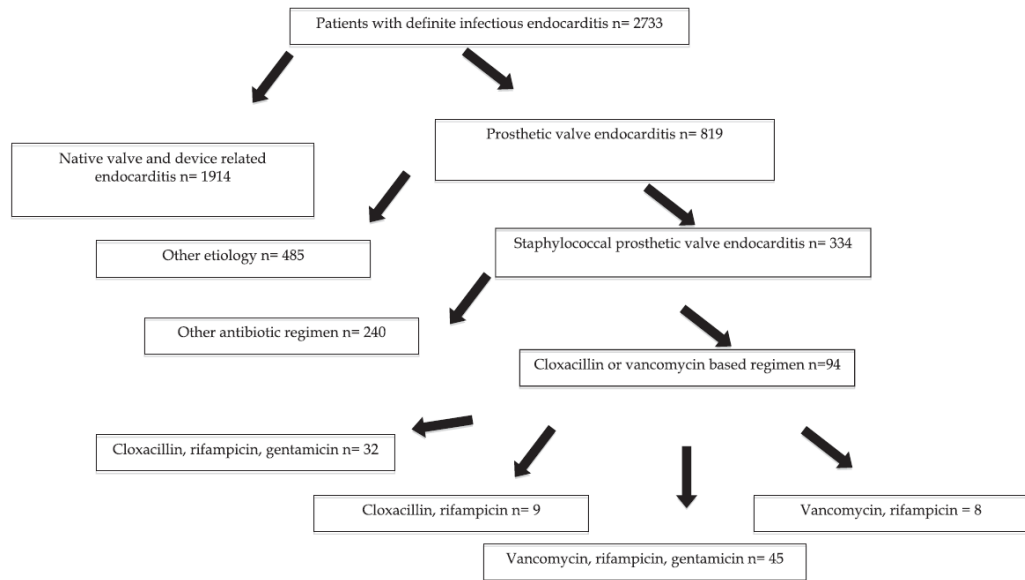 Patients with definite infectious endocarditis n= 2733
Prosthetic valve endocarditis n= 819
Native valve and device related
endocarditis n= 1914
Staphylococcal prosthetic valve endocarditis n= 334
Other etiology n= 485
Other antibiotic regimen n= 240
Cloxacillin or vancomycin based regimen n=94
Cloxacillin, rifampicin, gentamicin n= 32
Cloxacillin, rifampicin n= 9
Vancomycin, rifampicin = 8
Vancomycin, rifampicin, gentamicin n= 45